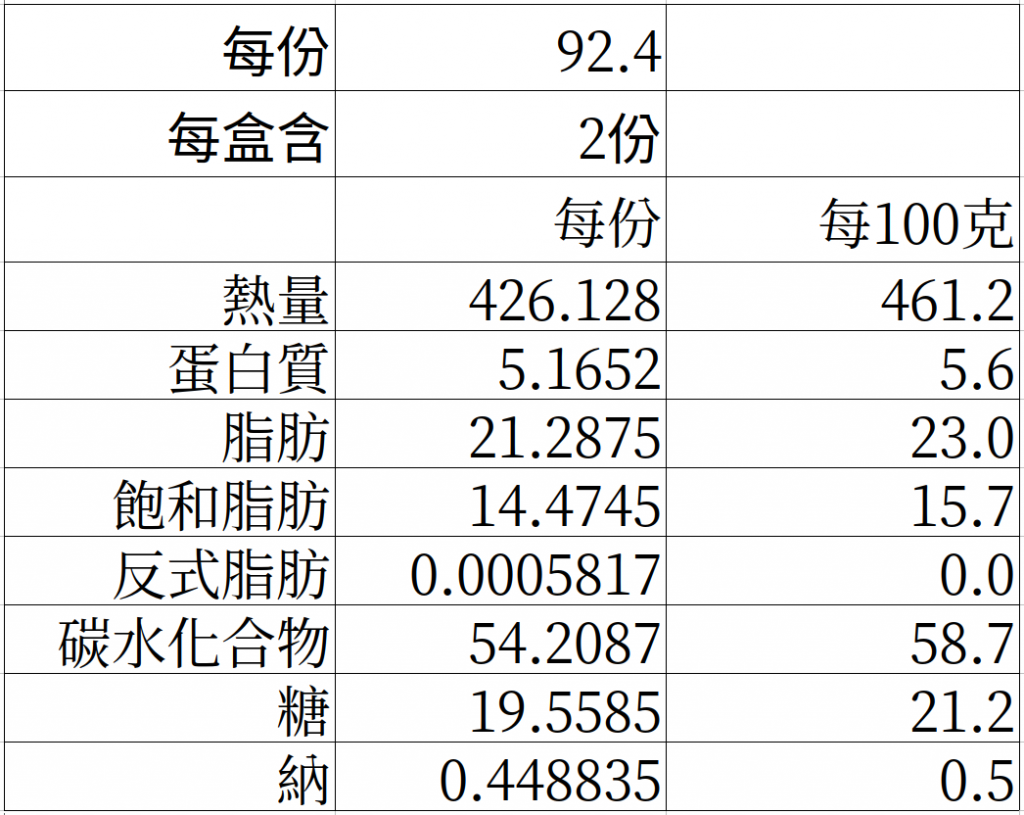 每份 92.4
每盒含 2份
每份 每100克
熱量 426.128 461.2
蛋白質 5.1652 5.6
脂肪 21.2875 23.0
飽和脂肪 14.4745 15.7
反式脂肪 0.0005817 0.0
碳水化合物 54.2087 58.7
糖 19.5585 21.2
納 0.448835 0.5